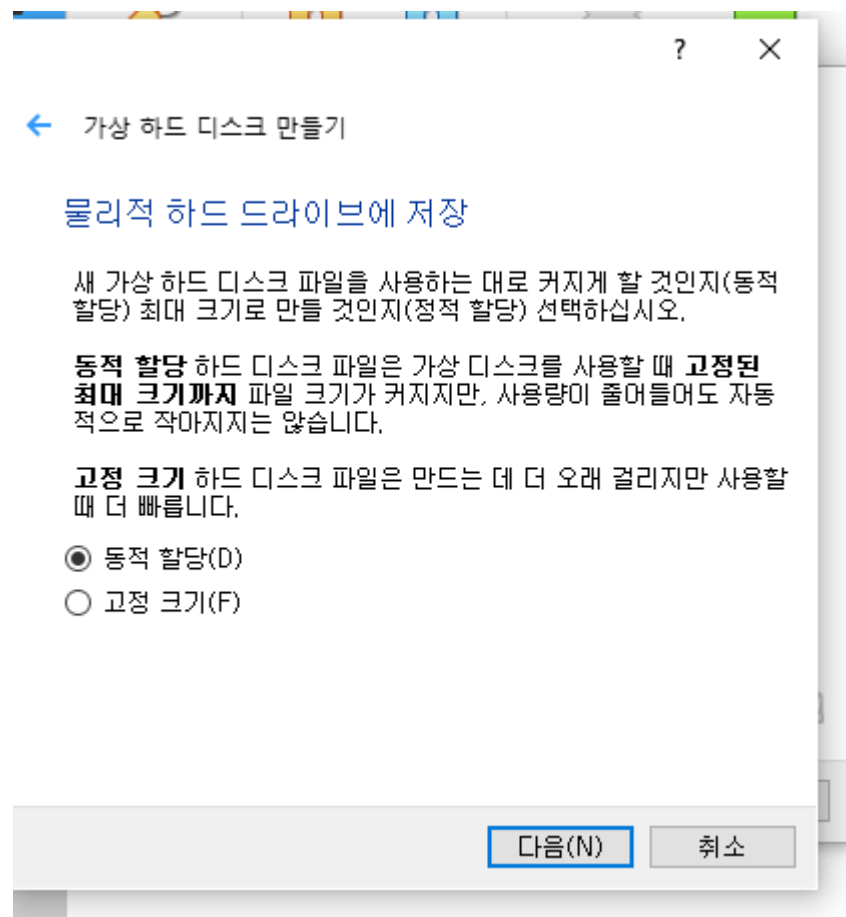 ?
가상 하드 디스크 만들기
물리적 하드 드라이브에 저장
새 가상 하드 디스크 파일을 사용하는 대로 커지게 할 것인지(동적
할당) 최대 크기로 만들 것인지(정적 할당) 선택하십시오.
동적 할당 하드 디스크 파일은 가상 디스크를 사용할 때 고정된
최대 크기까지 파일 크기가 커지지만, 사용량이 줄어들어도 자동
적으로 작아지지는 않습니다.
고정 크기 하드 디스크 파일은 만드는 데 더 오래 걸리지만 사용할
때 더 빠릅니다.
동적 할당(D)
고정 크기(F)
다음(N)
취소